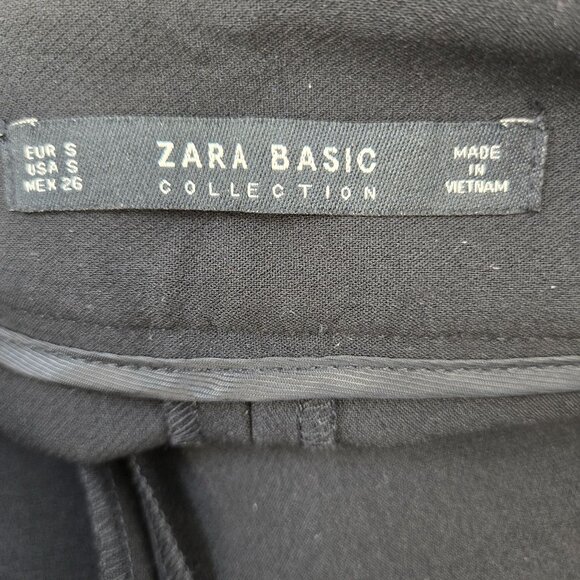 EUR S
USA S
MEX 26
ZARA BASIC
COLLECTION
MADE
IN
VIETNAM